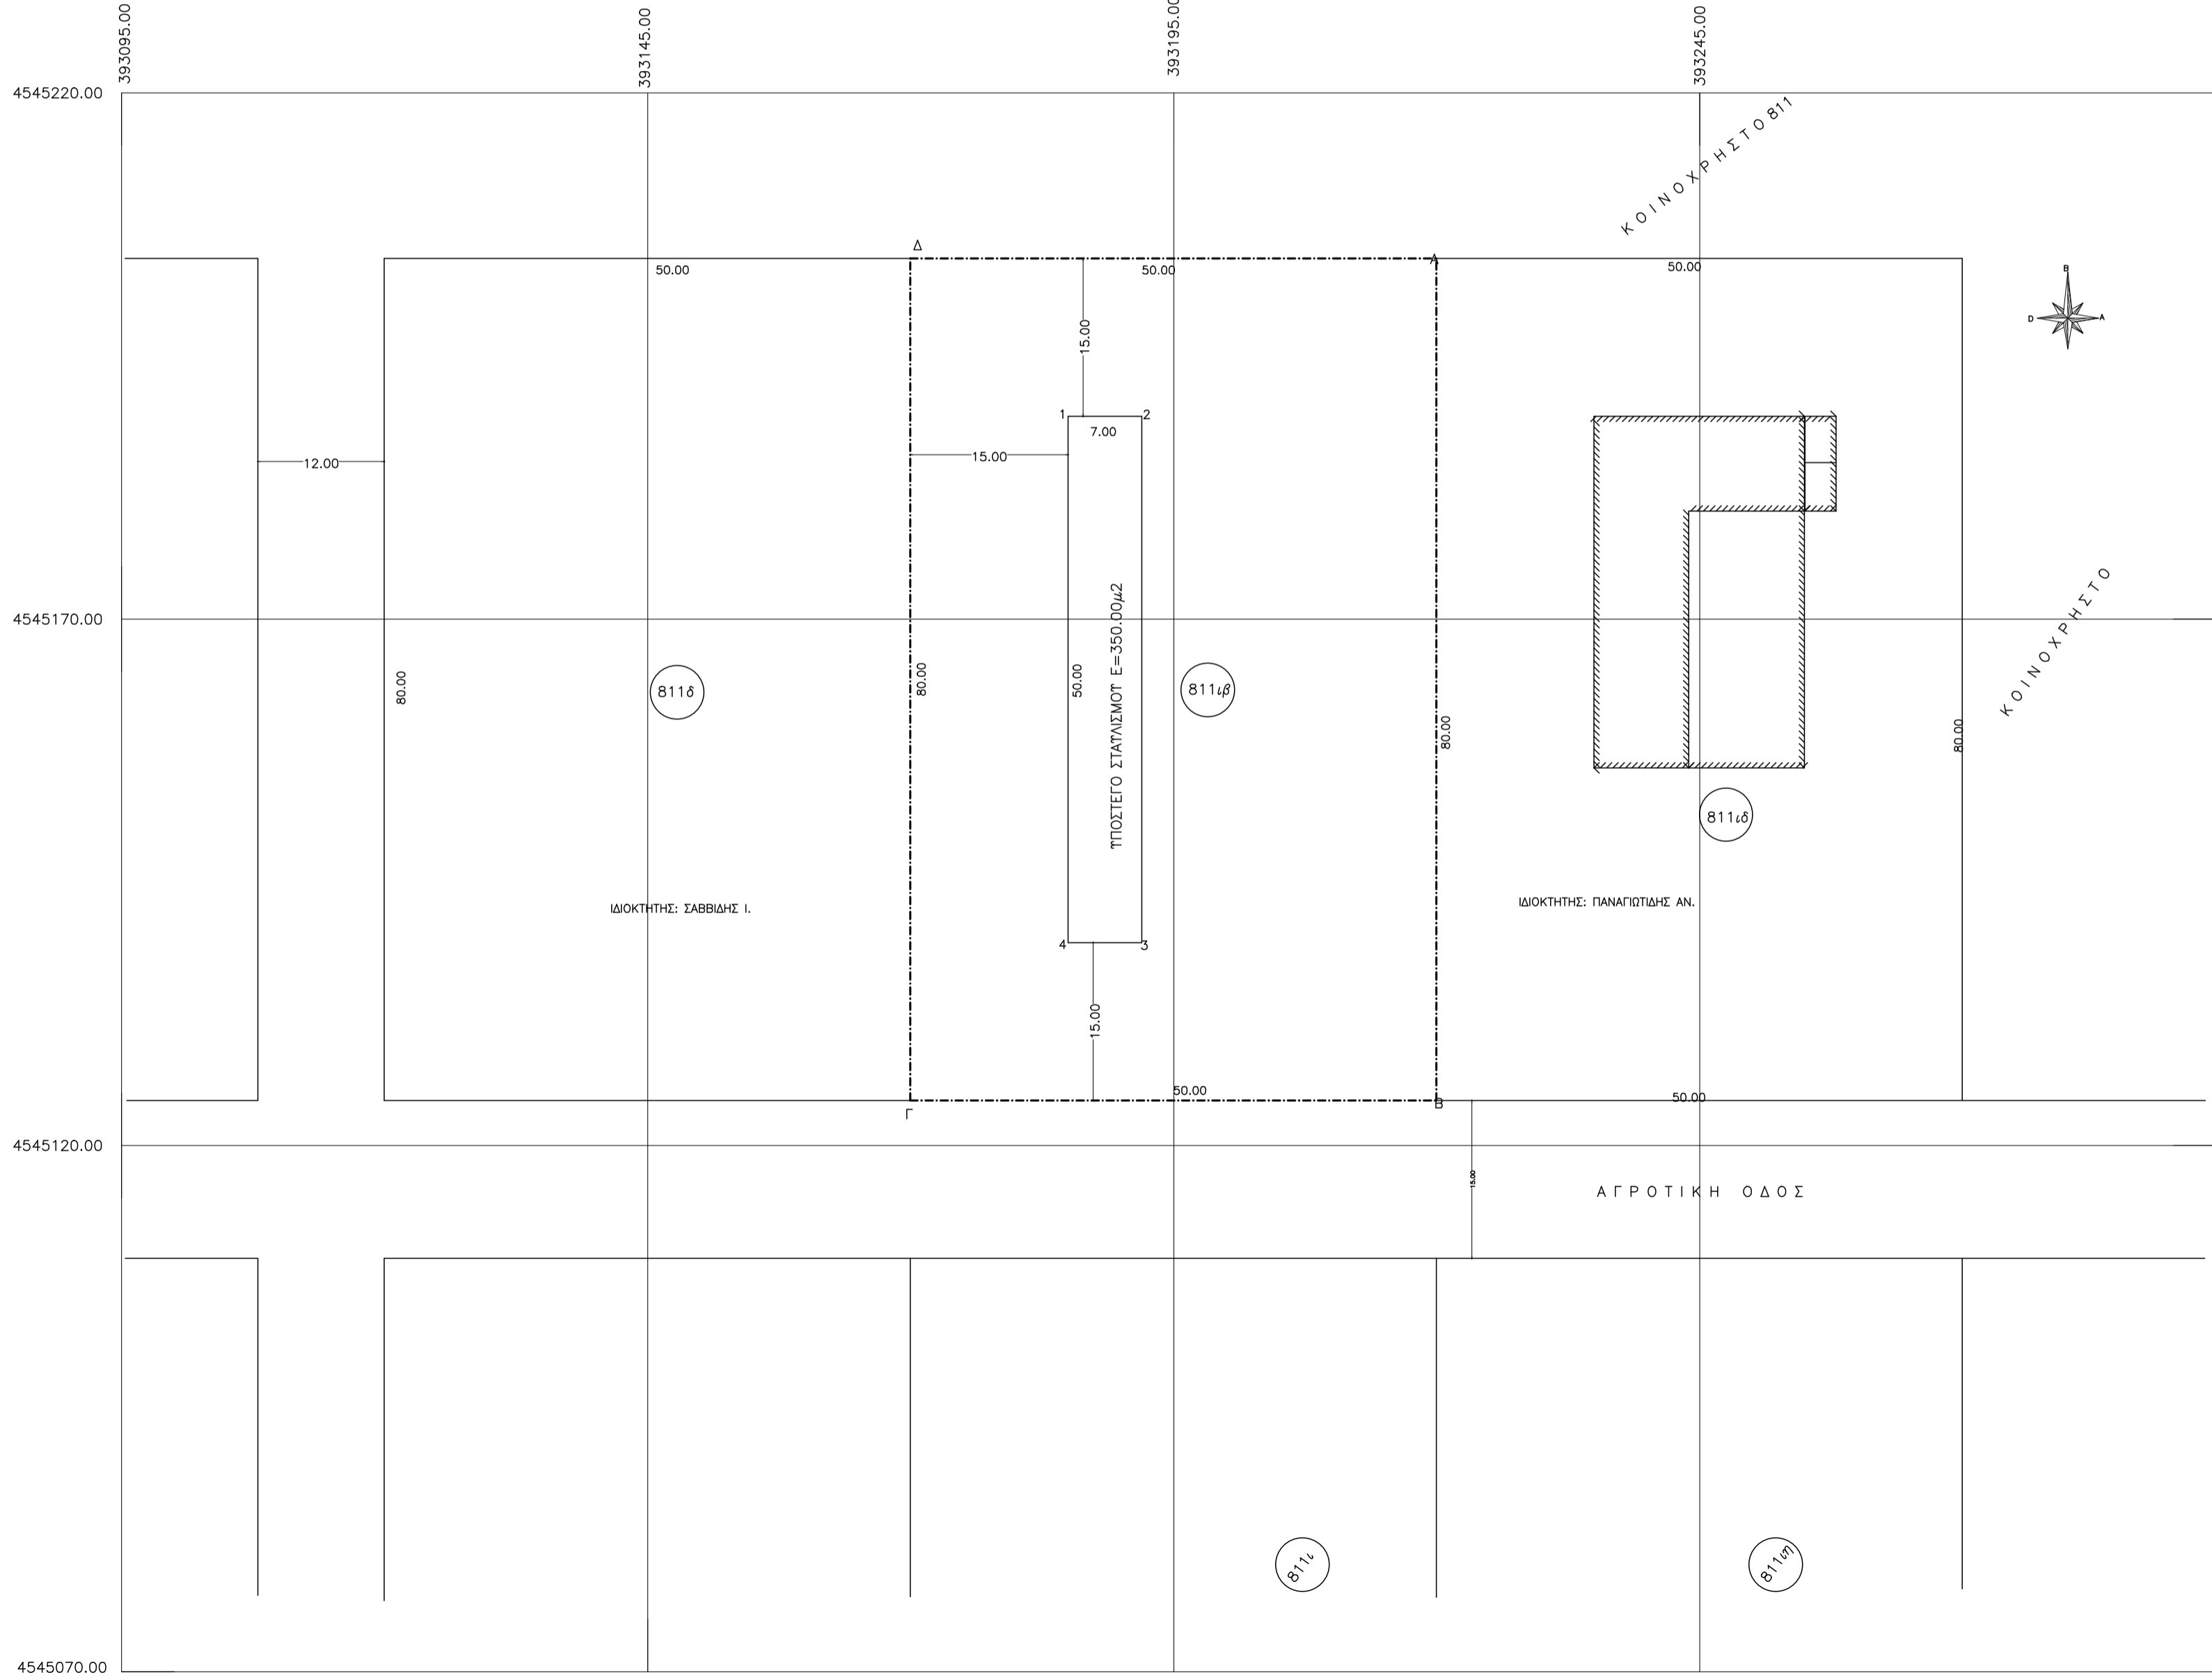 393095.00
393145.00
393195.00
393245.00
4545220.00
ΚΟΙΝΟΧΡΗΣΤΟ 811
Δ
Α
50.00
50.00
50.00
Β
D
Α
15.00
1
2
7.00
15.00
12.00
4545170.00
ΚΟΙΝΟΧΡΗΣΤΟ
80.00
811δ
80.00
50.00
ΥΠΟΣΤΕΓΟ ΣΤΑΥΛΙΣΜΟΥ Ε=350.00μ2
811ιβ
80.00
80.00
811ιδ
ΙΔΙΟΚΤΗΤΗΣ: ΣΑΒΒΙΔΗΣ Ι.
ΙΔΙΟΚΤΗΤΗΣ: ΠΑΝΑΓΙΩΤΙΔΗΣ ΑΝ.
4
3
15.00
50.00
50.00
Γ
Β
4545120.00
15.00
ΑΓΡΟΤΙΚΗ ΟΔΟΣ
811ι
811ιη
4545070.00